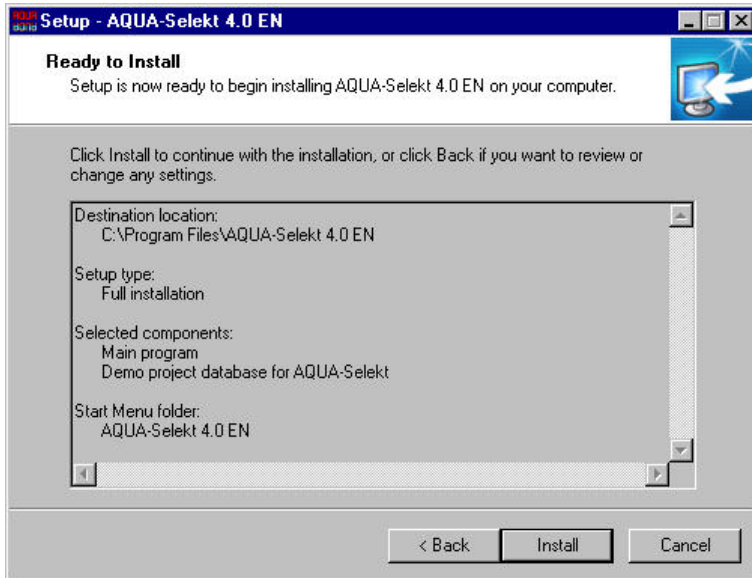 Setup - AQUA-Selekt 4.0 EN
Ready to Install
Setup is now ready to begin installing AQUA-Selekt 4.0 EN on your computer.
Click Install to continue with the installation, or click Back if you want to review or
change any settings.
Destination location:
C:\Program Files\AQUA-Selekt 4.0 EN
Setup type:
Full installation
Selected components:
Main program
Demo project database for AQUA-Selekt
Start Menu folder:
AQUA-Selekt 4.0 EN
< Back
Install
Cancel